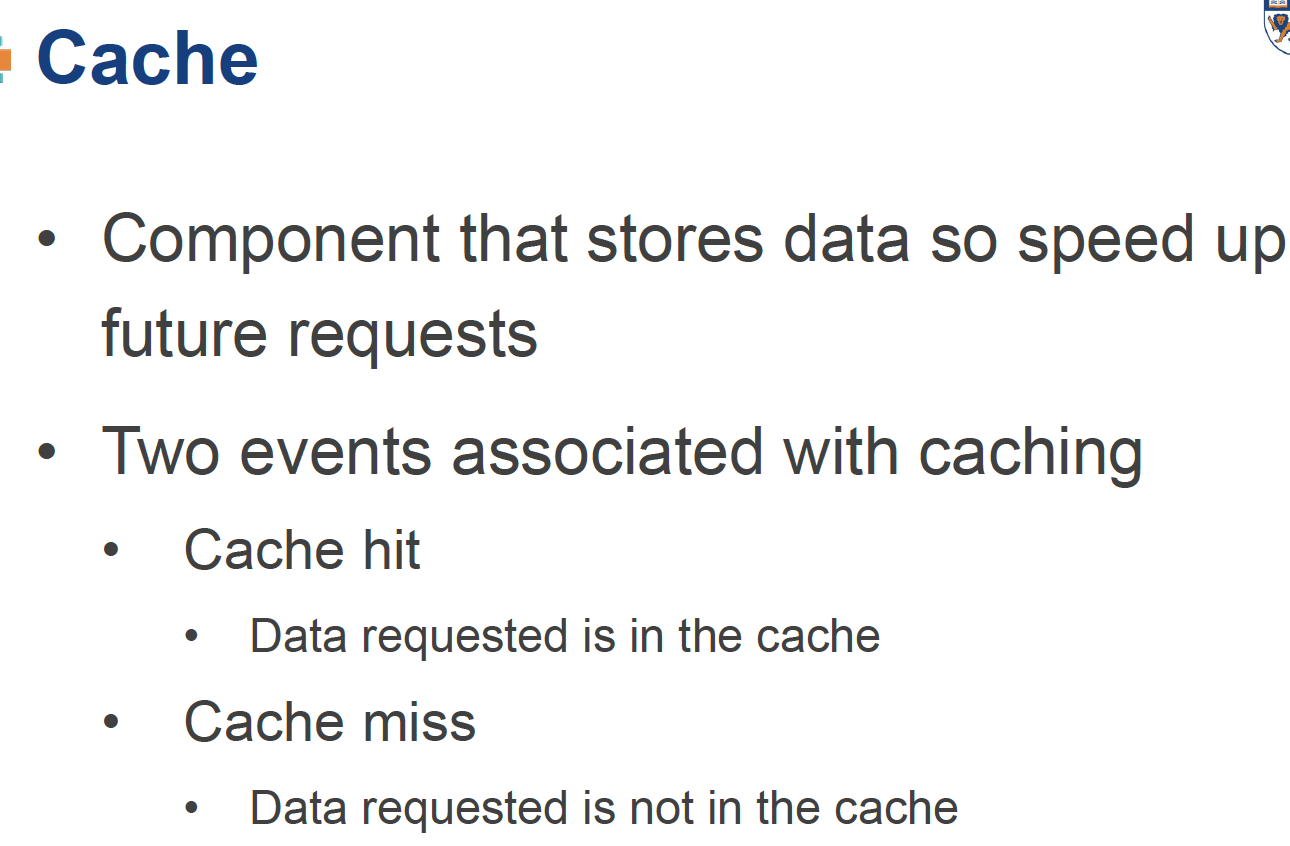 Cache
• Component that stores data so speed up
future requests
• Two events associated with caching
• Cache hit
• Data requested is in the cache
• Cache miss
• Data requested is not in the cache